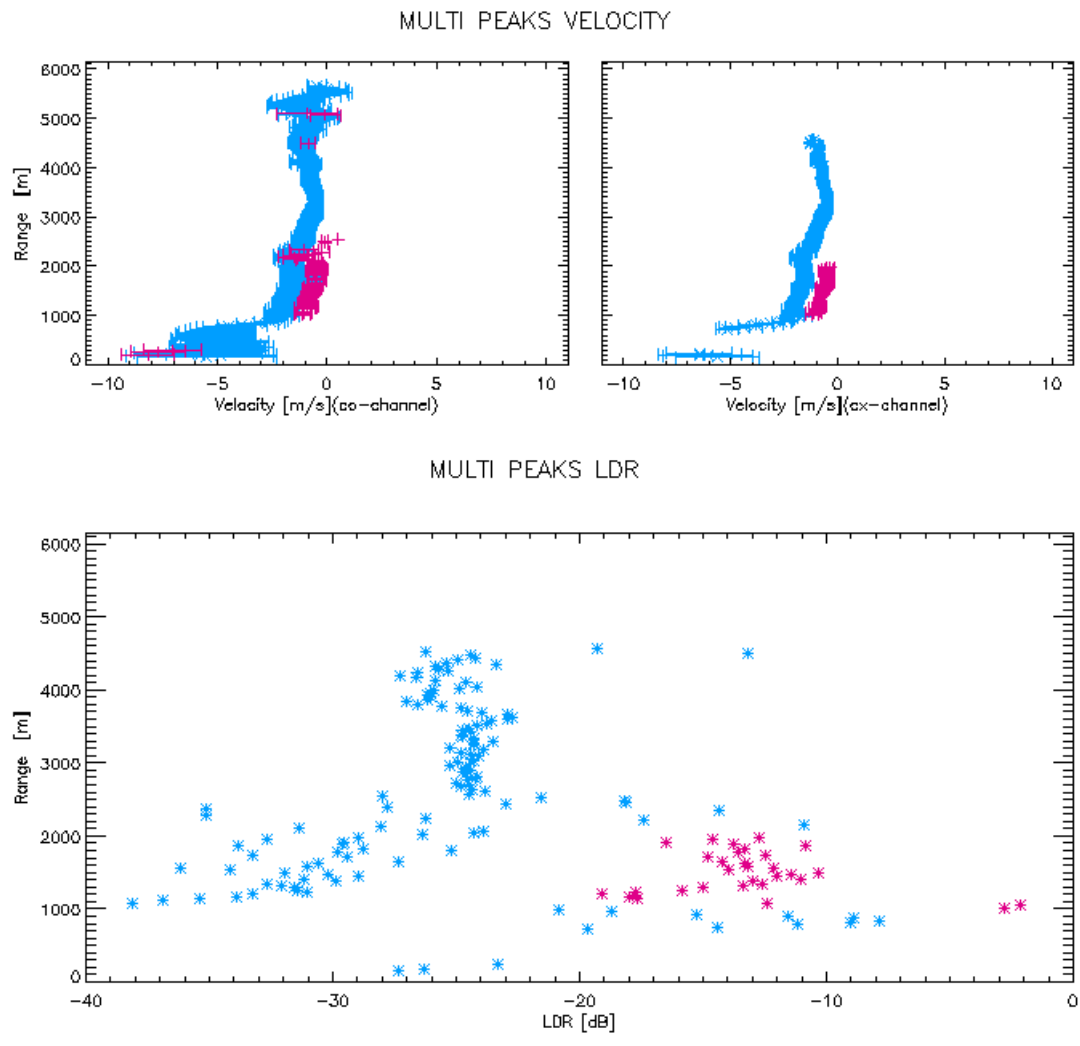 MULTI PEAKS VELOCITY
6000
5000
4000
3000
2000
1000
0
Range [m]
-10 -5 0 5 10
-10 -5 0 5 10
Velocity [m/s](co-channel)
Velocity [m/s](cx-channel)
MULTI PEAKS LDR
6000
5000
4000
3000
2000
1000
0
Range [m]
-40 -30 -20 -10 0
LDR [dB]